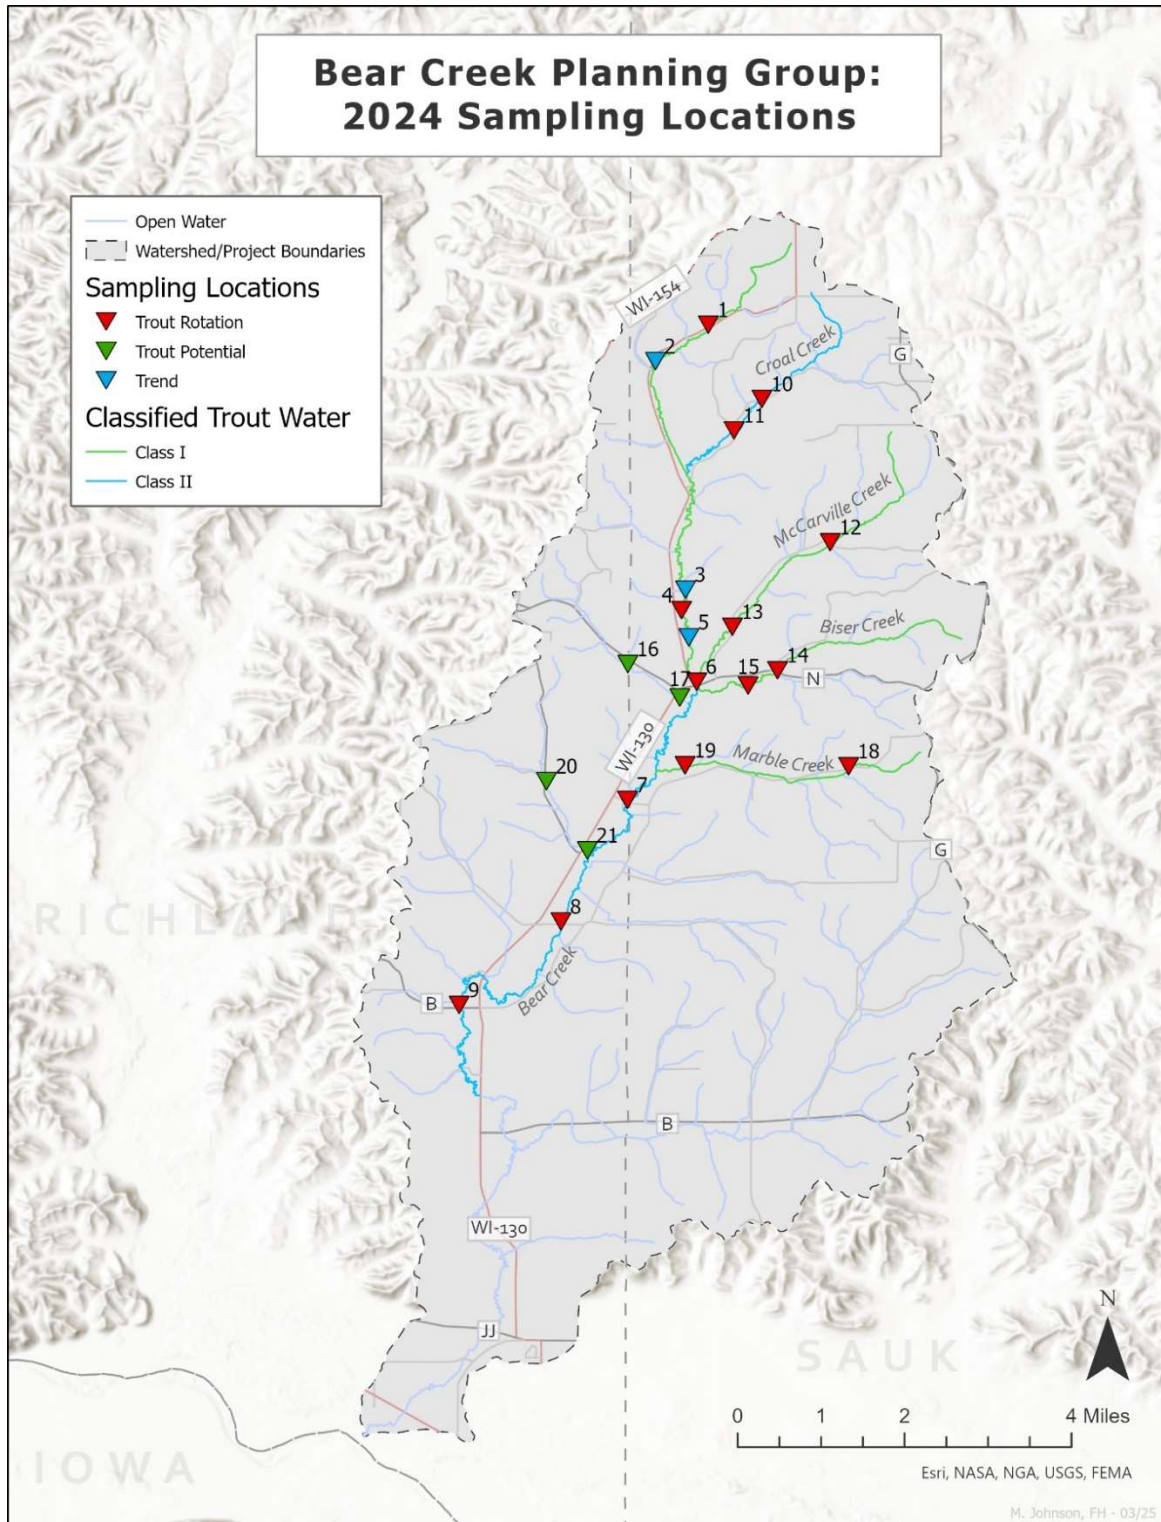 Bear Creek Planning Group:
2024 Sampling Locations
Open Water
Watershed/Project Boundaries
Sampling Locations
Trout Rotation
Trout Potential
Trend
Classified Trout Water
Class I
Class II
WI-154
1
2
Croal Creek
G
10
11
McCarville Creek
12
3
4
13
5
Biser Creek
16
14
6
15
N
17
WI-130
19
Marble Creek
18
20
7
21
G
RICHLAND
8
Bear Creek
9
B
B
WI-130
JJ
SAUK
N
0 1 2 4 Miles
IOWA
Esri, NASA, NGA, USGS, FEMA
M. Johnson, FH - 03/25